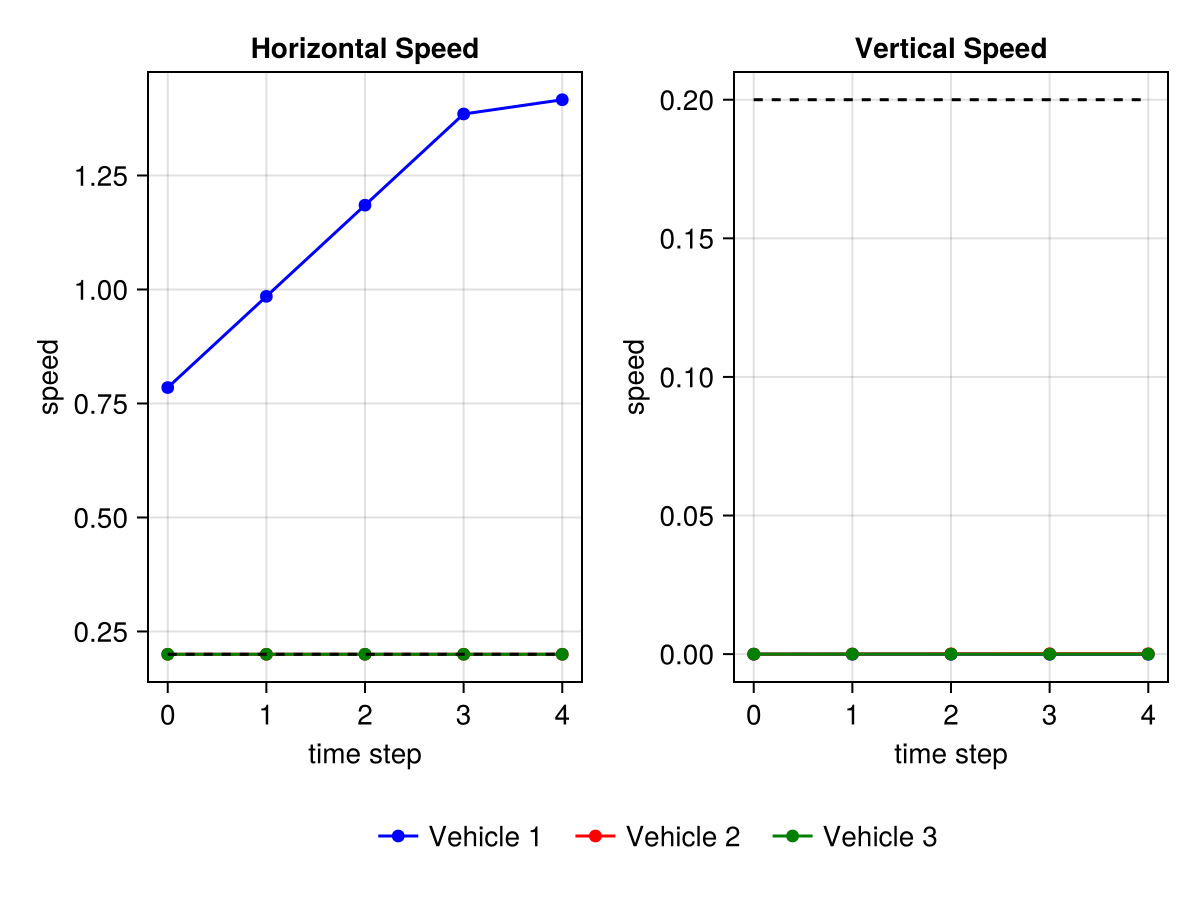 Horizontal Speed
1.25
1.00
0.75
0.50
0.25
speed
0 1 2 3 4
time step
Vertical Speed
0.20
0.15
0.10
0.05
0.00
speed
0 1 2 3 4
time step
Vehicle 1 Vehicle 2 Vehicle 3